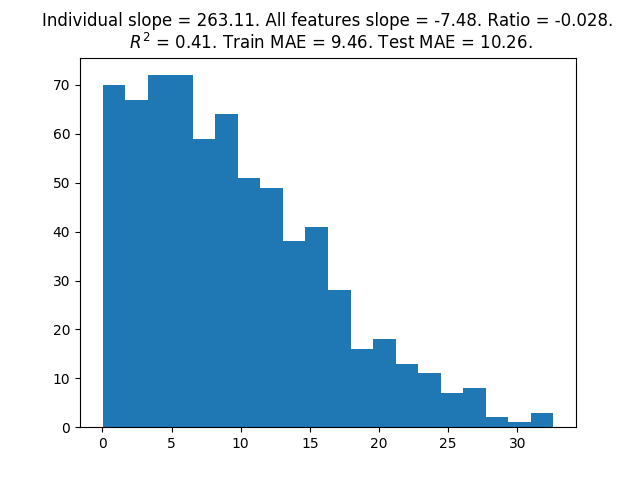 Individual slope = 263.11. All features slope = -7.48. Ratio = -0.028.
R² = 0.41. Train MAE = 9.46. Test MAE = 10.26.
70
60
50
40
30
20
10
0
0 5 10 15 20 25 30